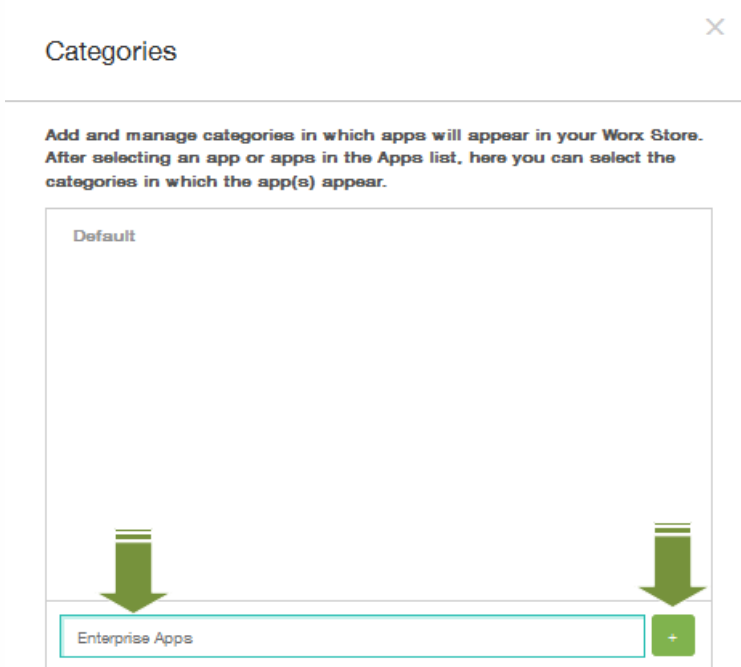 Categories
Add and manage categories in which apps will appear in your Worx Store.
After selecting an app or apps in the Apps list, here you can select the
categories in which the app(s) appear.
Default
Enterprise Apps
+